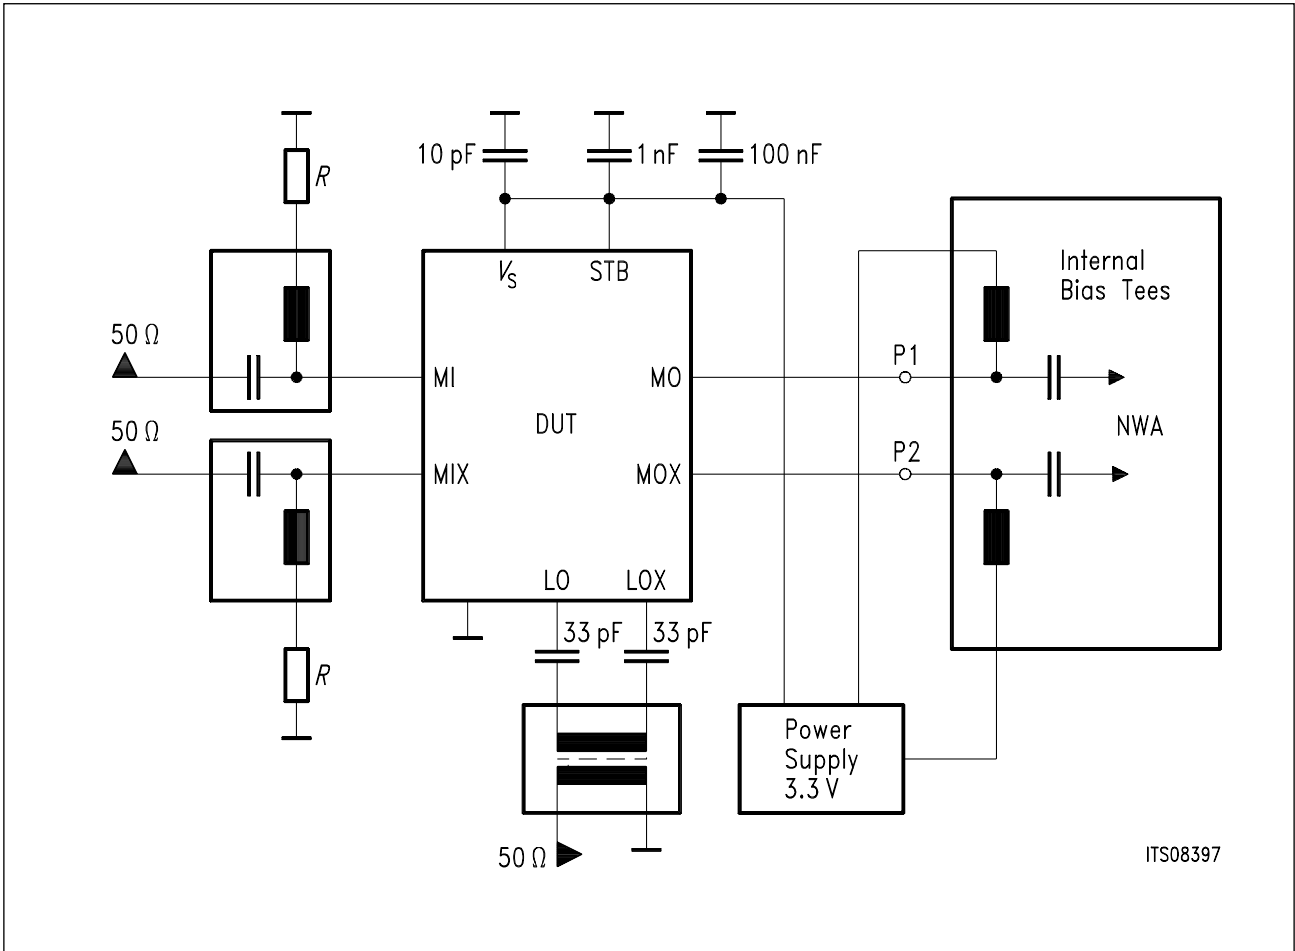 10 pF
1 nF
100 nF
R
V_S
STB
Internal
Bias Tees
50 Ω
MI
MO
P1
DUT
NWA
50 Ω
MIX
MOX
P2
LO
LOX
33 pF
33 pF
R
Power
Supply
3.3 V
50 Ω
ITS08397